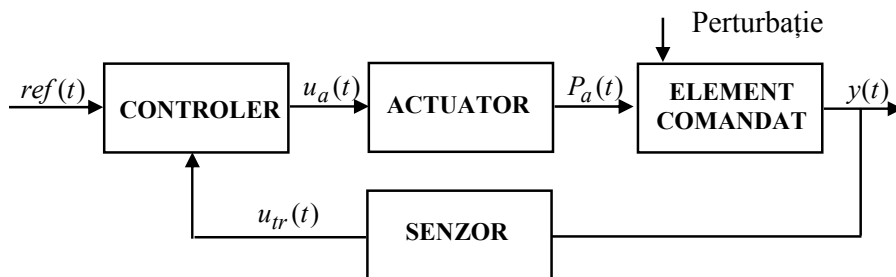 Perturbație
ref(t)
CONTROLER
u_a(t)
ACTUATOR
P_a(t)
ELEMENT
COMANDAT
y(t)
u_tr(t)
SENZOR